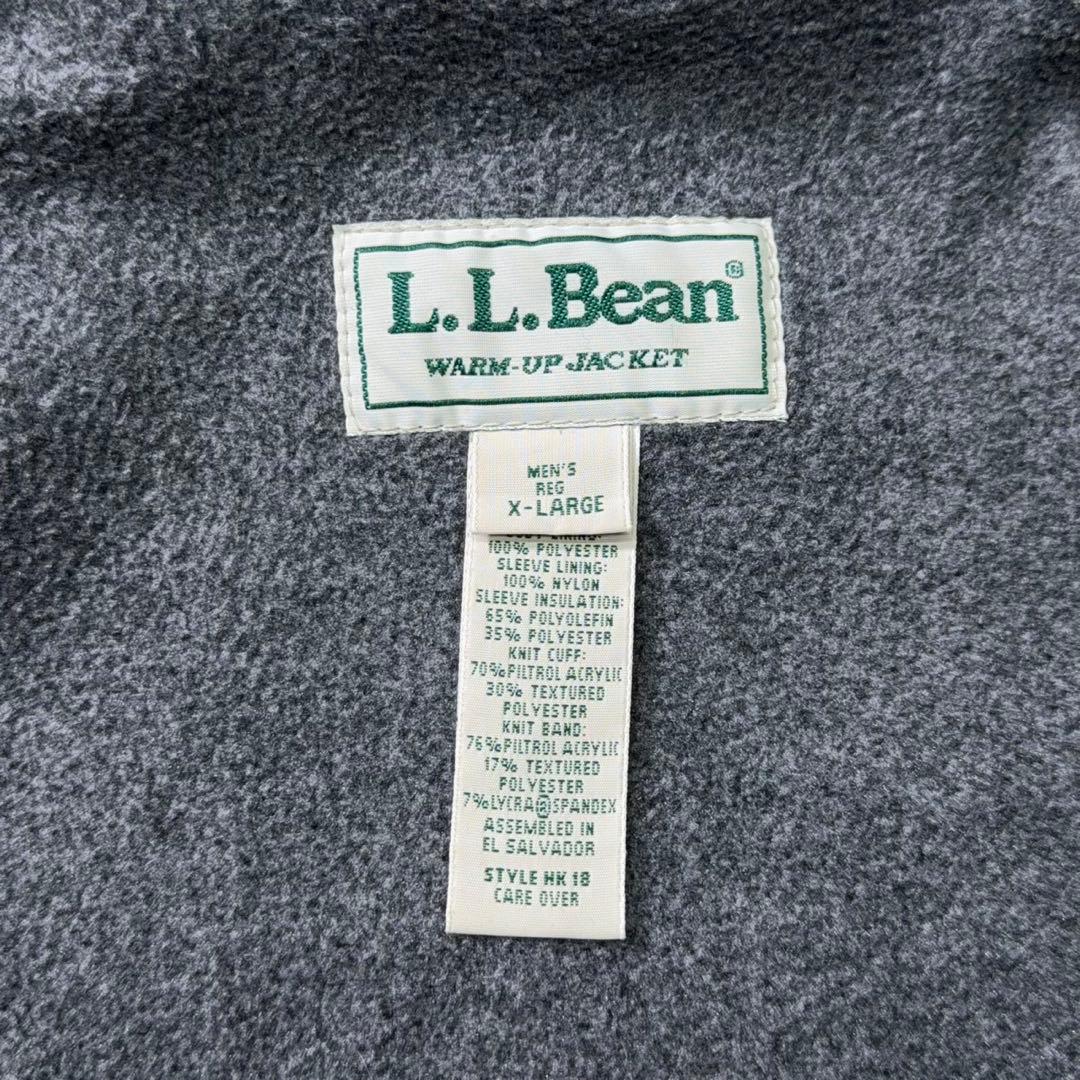 L.L.Bean®
WARM-UP JACKET
MEN'S
REG
X-LARGE
100% POLYESTER
SLEEVE LINING:
100% NYLON
SLEEVE INSULATION:
65% POLYOLEFIN
35% POLYESTER
KNIT CUFF:
70% PILTROL ACRYLIC
30% TEXTURED
POLYESTER
KNIT BAND:
76% PILTROL ACRYLIC
17% TEXTURED
POLYESTER
7% LYCRA® SPANDEX
ASSEMBLED IN
EL SALVADOR
STYLE HK 18
CARE OVER